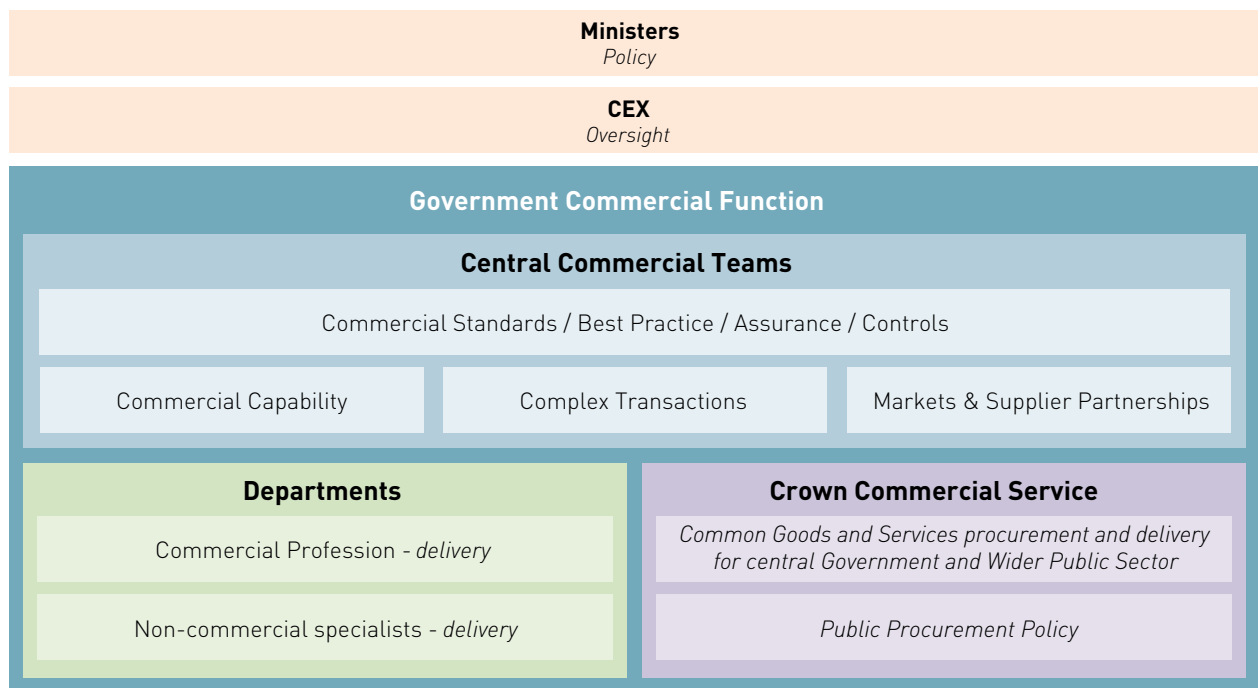 Ministers
Policy
CEX
Oversight
Government Commercial Function
Central Commercial Teams
Commercial Standards / Best Practice / Assurance / Controls
Commercial Capability
Complex Transactions
Markets & Supplier Partnerships
Departments
Commercial Profession - delivery
Non-commercial specialists - delivery
Crown Commercial Service
Common Goods and Services procurement and delivery
for central Government and Wider Public Sector
Public Procurement Policy